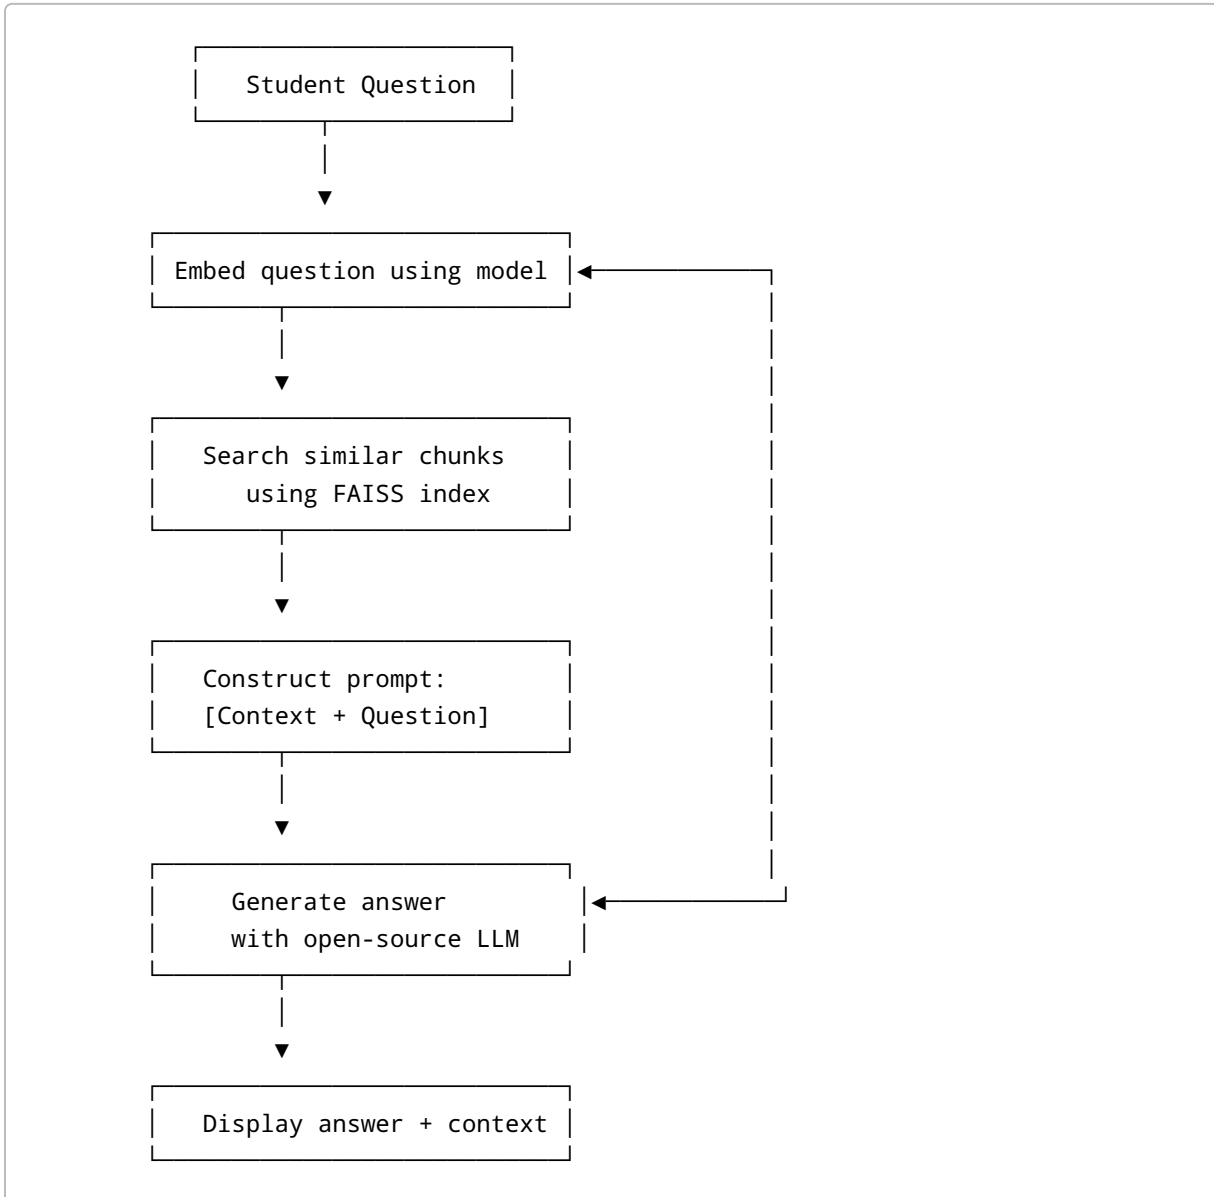 Student Question
Embed question using model
Search similar chunks
using FAISS index
Construct prompt:
[Context + Question]
Generate answer
with open-source LLM
Display answer + context